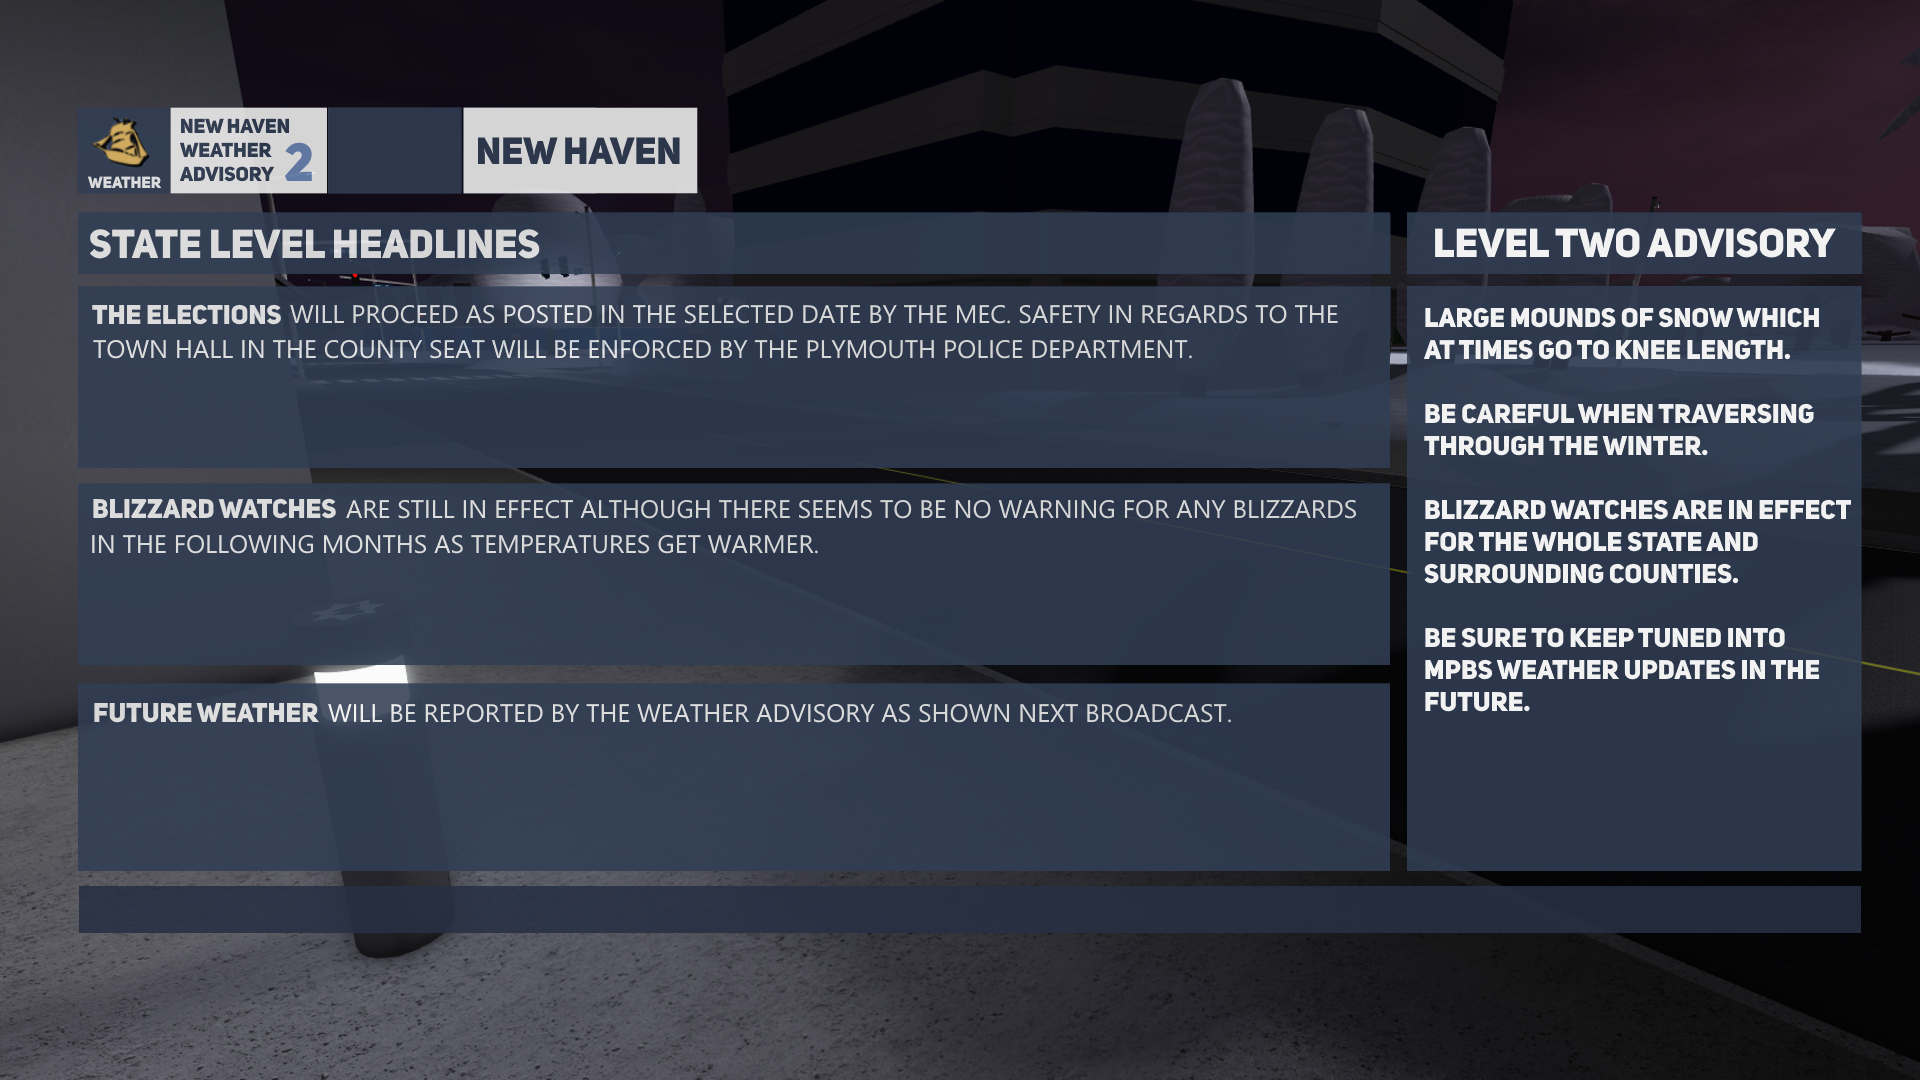 WEATHER
NEW HAVEN
WEATHER
ADVISORY 2
NEW HAVEN
STATE LEVEL HEADLINES
THE ELECTIONS WILL PROCEED AS POSTED IN THE SELECTED DATE BY THE MEC. SAFETY IN REGARDS TO THE
TOWN HALL IN THE COUNTY SEAT WILL BE ENFORCED BY THE PLYMOUTH POLICE DEPARTMENT.
BLIZZARD WATCHES ARE STILL IN EFFECT ALTHOUGH THERE SEEMS TO BE NO WARNING FOR ANY BLIZZARDS
IN THE FOLLOWING MONTHS AS TEMPERATURES GET WARMER.
FUTURE WEATHER WILL BE REPORTED BY THE WEATHER ADVISORY AS SHOWN NEXT BROADCAST.
LEVEL TWO ADVISORY
LARGE MOUNDS OF SNOW WHICH
AT TIMES GO TO KNEE LENGTH.
BE CAREFUL WHEN TRAVERSING
THROUGH THE WINTER.
BLIZZARD WATCHES ARE IN EFFECT
FOR THE WHOLE STATE AND
SURROUNDING COUNTIES.
BE SURE TO KEEP TUNED INTO
MPBS WEATHER UPDATES IN THE
FUTURE.